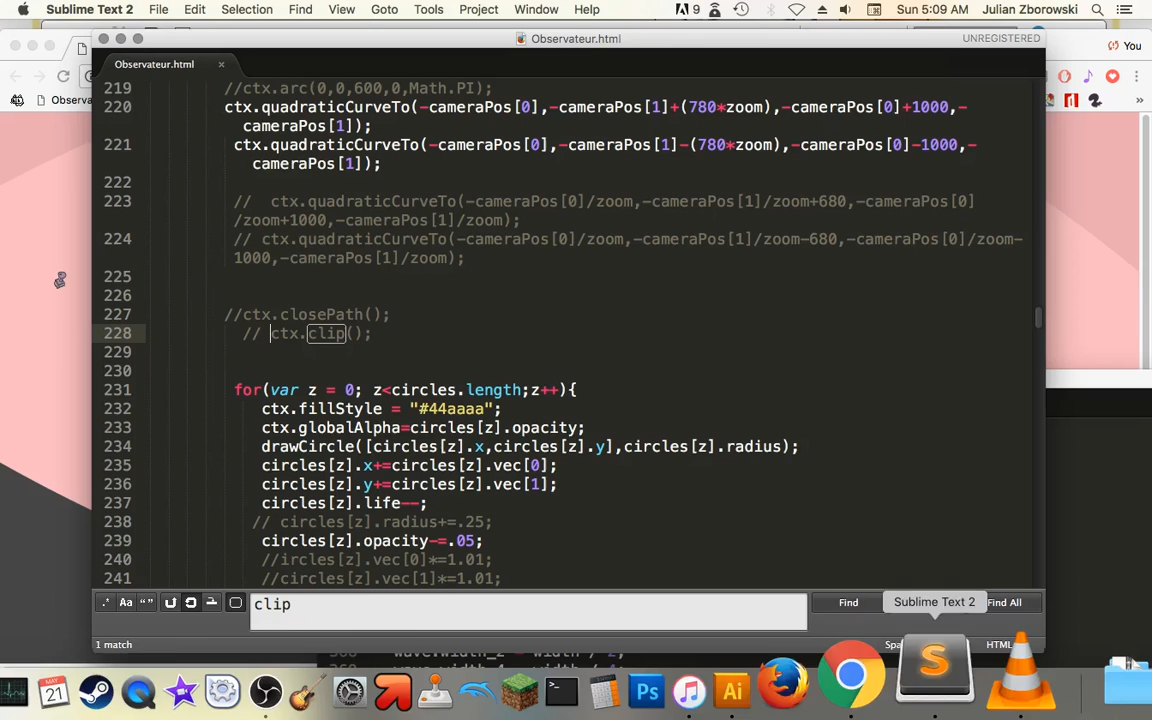 Sublime Text 2 File Edit Selection Find View Goto Tools Project Window Help 9 Sun 5:09 AM Julian Zborowski
Observateur.html UNREGISTERED
Observateur.html
You
Observa
219 //ctx.arc(0,0,600,0,Math.PI);
220 ctx.quadraticCurveTo(-cameraPos[0],-cameraPos[1]+(780*zoom),-cameraPos[0]+1000,-
cameraPos[1]);
221 ctx.quadraticCurveTo(-cameraPos[0],-cameraPos[1]-(780*zoom),-cameraPos[0]-1000,-
cameraPos[1]);
222
223 // ctx.quadraticCurveTo(-cameraPos[0]/zoom,-cameraPos[1]/zoom+680,-cameraPos[0]
/zoom+1000,-cameraPos[1]/zoom);
224 // ctx.quadraticCurveTo(-cameraPos[0]/zoom,-cameraPos[1]/zoom-680,-cameraPos[0]/zoom-
1000,-cameraPos[1]/zoom);
225
226
227 //ctx.closePath();
228 // ctx.clip();
229
230
231 for(var z = 0; z<circles.length;z++){
232 ctx.fillStyle = "#44aaaa";
233 ctx.globalAlpha=circles[z].opacity;
234 drawCircle([circles[z].x,circles[z].y],circles[z].radius);
235 circles[z].x+=circles[z].vec[0];
236 circles[z].y+=circles[z].vec[1];
237 circles[z].life--;
238 // circles[z].radius+=.25;
239 circles[z].opacity-=.05;
240 //ircles[z].vec[0]*=1.01;
241 //circles[z].vec[1]*=1.01;
.* Aa “ ” clip Find Sublime Text 2 Find All
1 match Spa HTML
MAY
21
Ps
Ai